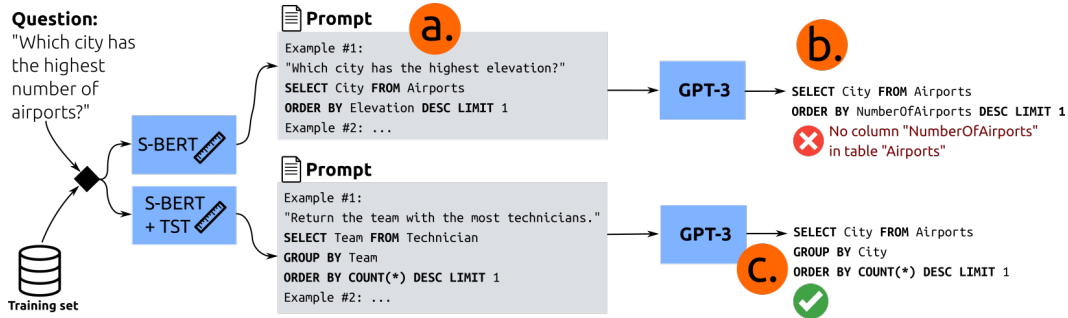 Question:
"Which city has
the highest
number of
airports?"
Training set
S-BERT
S-BERT
+ TST
Prompt
a.
Example #1:
"Which city has the highest elevation?"
SELECT City FROM Airports
ORDER BY Elevation DESC LIMIT 1
Example #2: ...
GPT-3
b.
SELECT City FROM Airports
ORDER BY NumberOfAirports DESC LIMIT 1
No column "NumberOfAirports"
in table "Airports"
Prompt
Example #1:
"Return the team with the most technicians."
SELECT Team FROM Technician
GROUP BY Team
ORDER BY COUNT(*) DESC LIMIT 1
Example #2: ...
GPT-3
c.
SELECT City FROM Airports
GROUP BY City
ORDER BY COUNT(*) DESC LIMIT 1